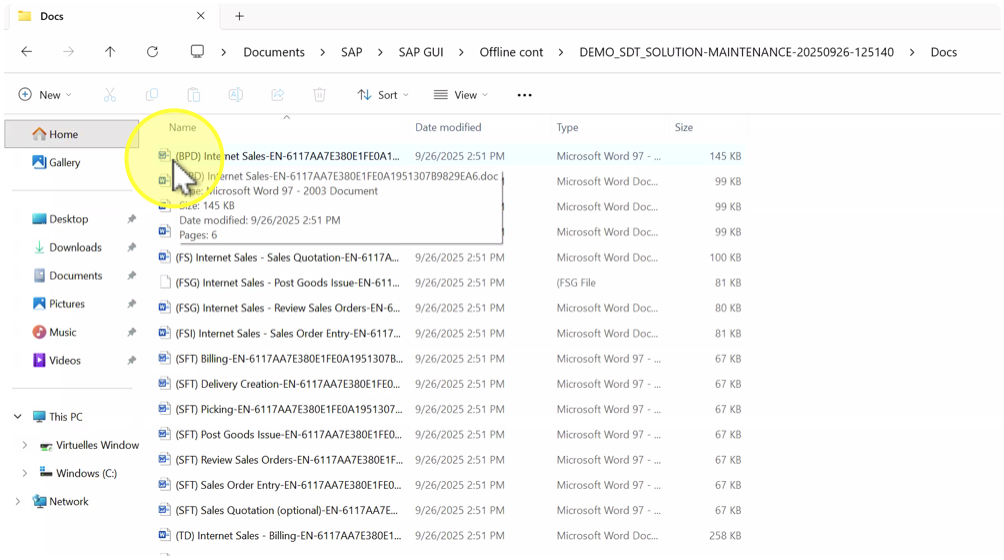 Docs
Documents > SAP > SAP GUI > Offline cont > DEMO_SDT_SOLUTION-MAINTENANCE-20250926-125140 > Docs
New Sort View
Name Date modified Type Size
Home
Gallery
Desktop
Downloads
Documents
Pictures
Music
Videos
This PC
Virtuelles Window
Windows (C:)
Network
(BPD) Internet Sales-EN-6117AA7E380E1FE0A1... 9/26/2025 2:51 PM Microsoft Word 97 - ... 145 KB
Internet Sales-EN-6117AA7E380E1FE0A1951307B9829EA6.doc
Microsoft Word 97 - 2003 Document
Size: 145 KB
Date modified: 9/26/2025 2:51 PM
Pages: 6
Microsoft Word Doc... 99 KB
Microsoft Word Doc... 99 KB
Microsoft Word Doc... 99 KB
(FS) Internet Sales - Sales Quotation-EN-6117A... 9/26/2025 2:51 PM Microsoft Word Doc... 100 KB
(FSG) Internet Sales - Post Goods Issue-EN-611... 9/26/2025 2:51 PM (FSG File 81 KB
(FSG) Internet Sales - Review Sales Orders-EN-6... 9/26/2025 2:51 PM Microsoft Word Doc... 80 KB
(FSI) Internet Sales - Sales Order Entry-EN-6117... 9/26/2025 2:51 PM Microsoft Word Doc... 81 KB
(SFT) Billing-EN-6117AA7E380E1FE0A1951307B... 9/26/2025 2:51 PM Microsoft Word 97 - ... 67 KB
(SFT) Delivery Creation-EN-6117AA7E380E1FE0... 9/26/2025 2:51 PM Microsoft Word 97 - ... 67 KB
(SFT) Picking-EN-6117AA7E380E1FE0A1951307... 9/26/2025 2:51 PM Microsoft Word 97 - ... 67 KB
(SFT) Post Goods Issue-EN-6117AA7E380E1FE0... 9/26/2025 2:51 PM Microsoft Word 97 - ... 67 KB
(SFT) Review Sales Orders-EN-6117AA7E380E1F... 9/26/2025 2:51 PM Microsoft Word 97 - ... 67 KB
(SFT) Sales Order Entry-EN-6117AA7E380E1FE0... 9/26/2025 2:51 PM Microsoft Word 97 - ... 67 KB
(SFT) Sales Quotation (optional)-EN-6117AA7E... 9/26/2025 2:51 PM Microsoft Word 97 - ... 67 KB
(TD) Internet Sales - Billing-EN-6117AA7E380E1... 9/26/2025 2:51 PM Microsoft Word Doc... 258 KB